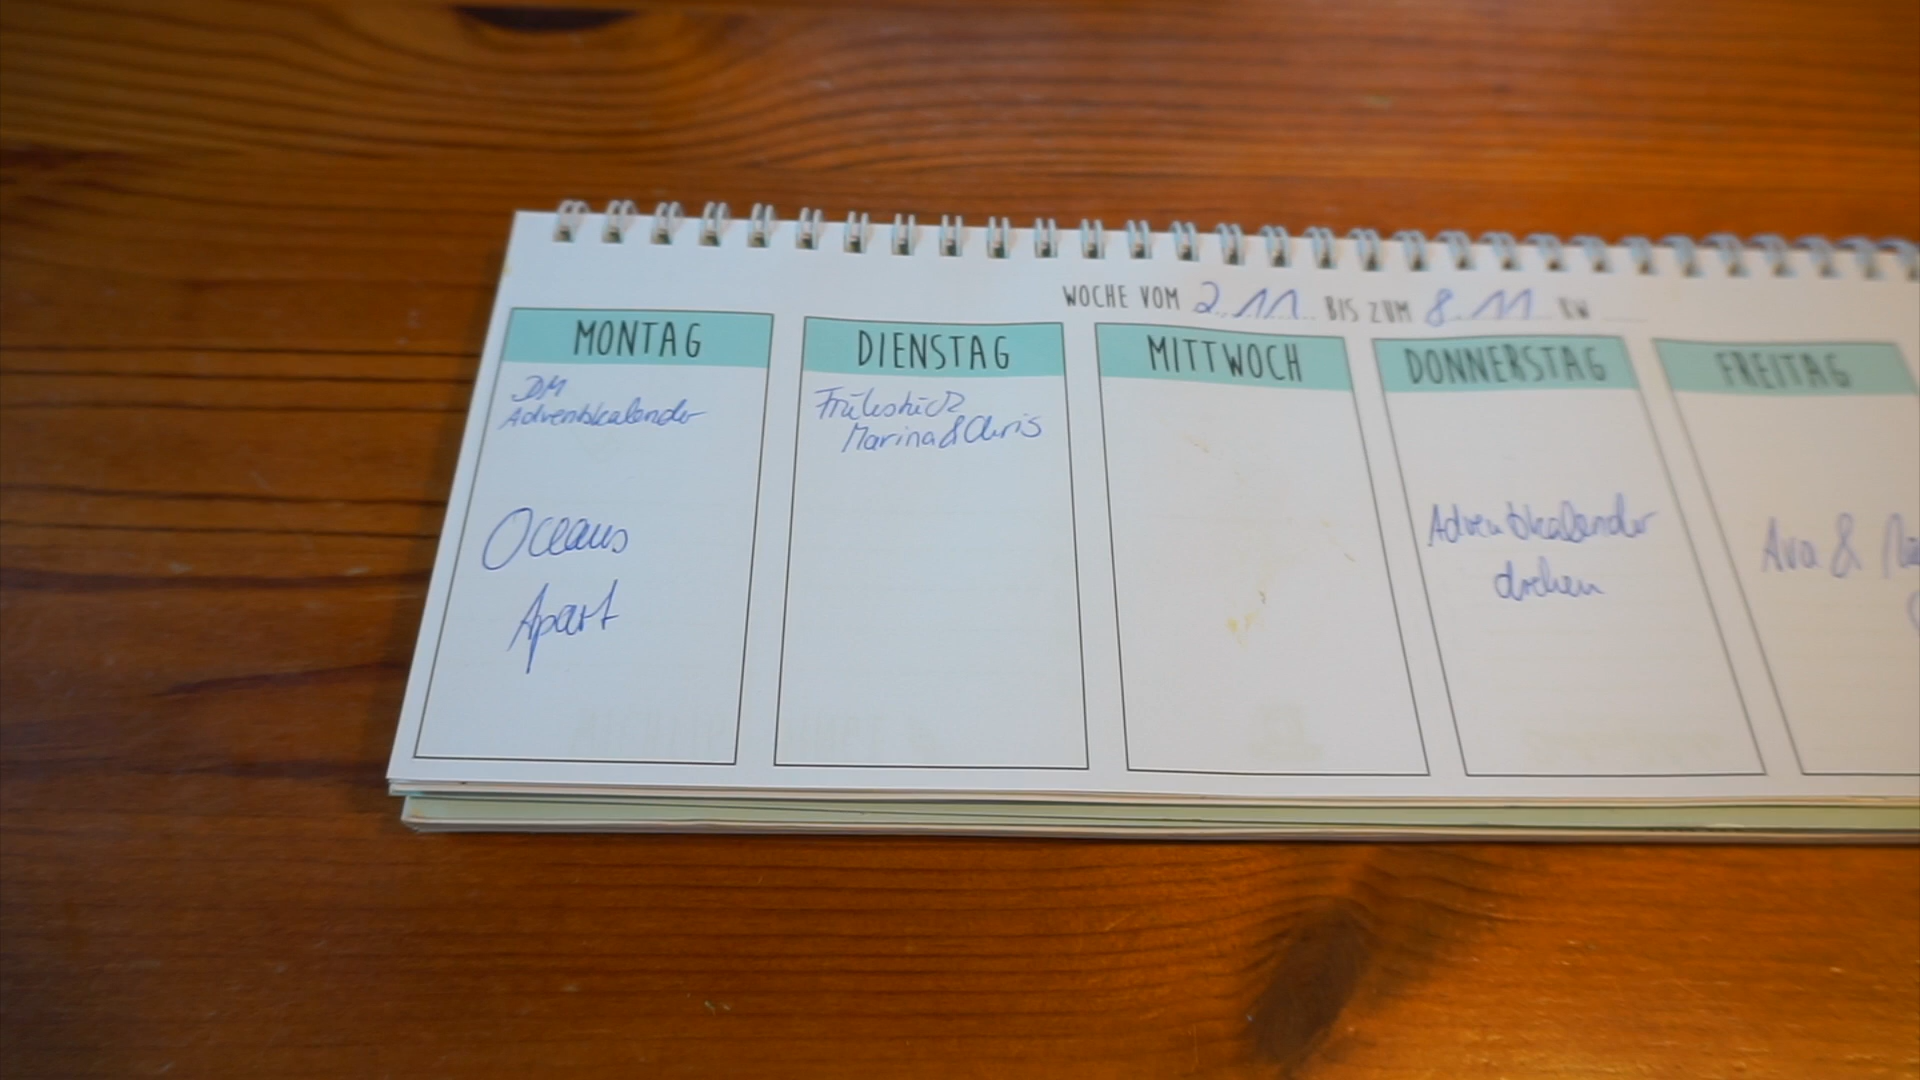 WOCHE VOM 2.11. BIS ZUM 8.11. KW
MONTAG
DM
Adventskalender
Oceans
Apart
DIENSTAG
Frühstück
Marina & Chris
MITTWOCH
DONNERSTAG
Adventskalender
drehen
FREITAG
Ava &